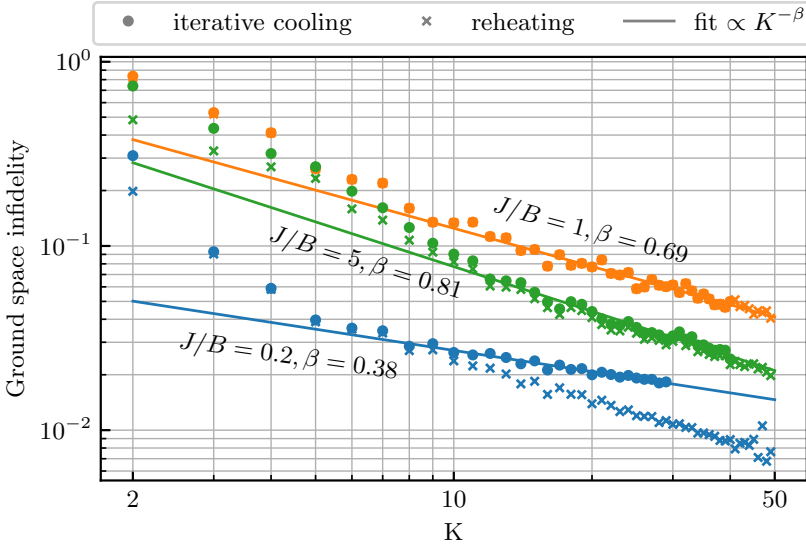 iterative cooling reheating fit ∝ K^{-β}
Ground space infidelity
10^0
10^{-1}
10^{-2}
J/B = 1, β = 0.69
J/B = 5, β = 0.81
J/B = 0.2, β = 0.38
2 10 50
K